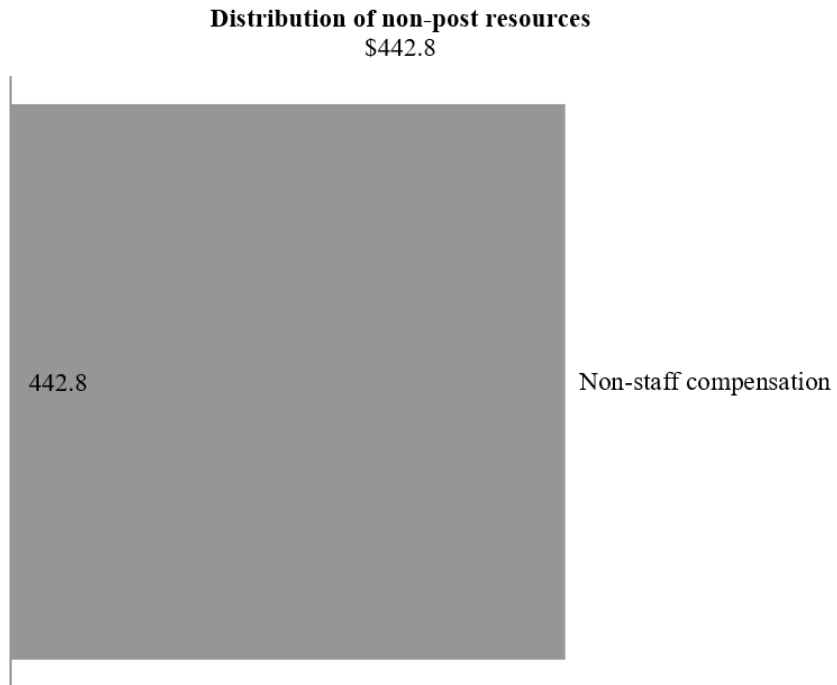 Distribution of non-post resources
$442.8
442.8
Non-staff compensation